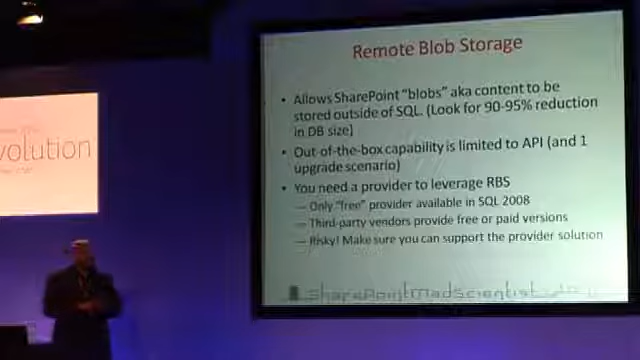 volution
Remote Blob Storage
• Allows SharePoint "blobs" aka content to be
stored outside of SQL. (Look for 90-95% reduction
in DB size)
• Out-of-the-box capability is limited to API (and 1
upgrade scenario)
• You need a provider to leverage RBS
— Only "free" provider available in SQL 2008
— Third-party vendors provide free or paid versions
— Risky! Make sure you can support the provider solution
SharePointMadScientist